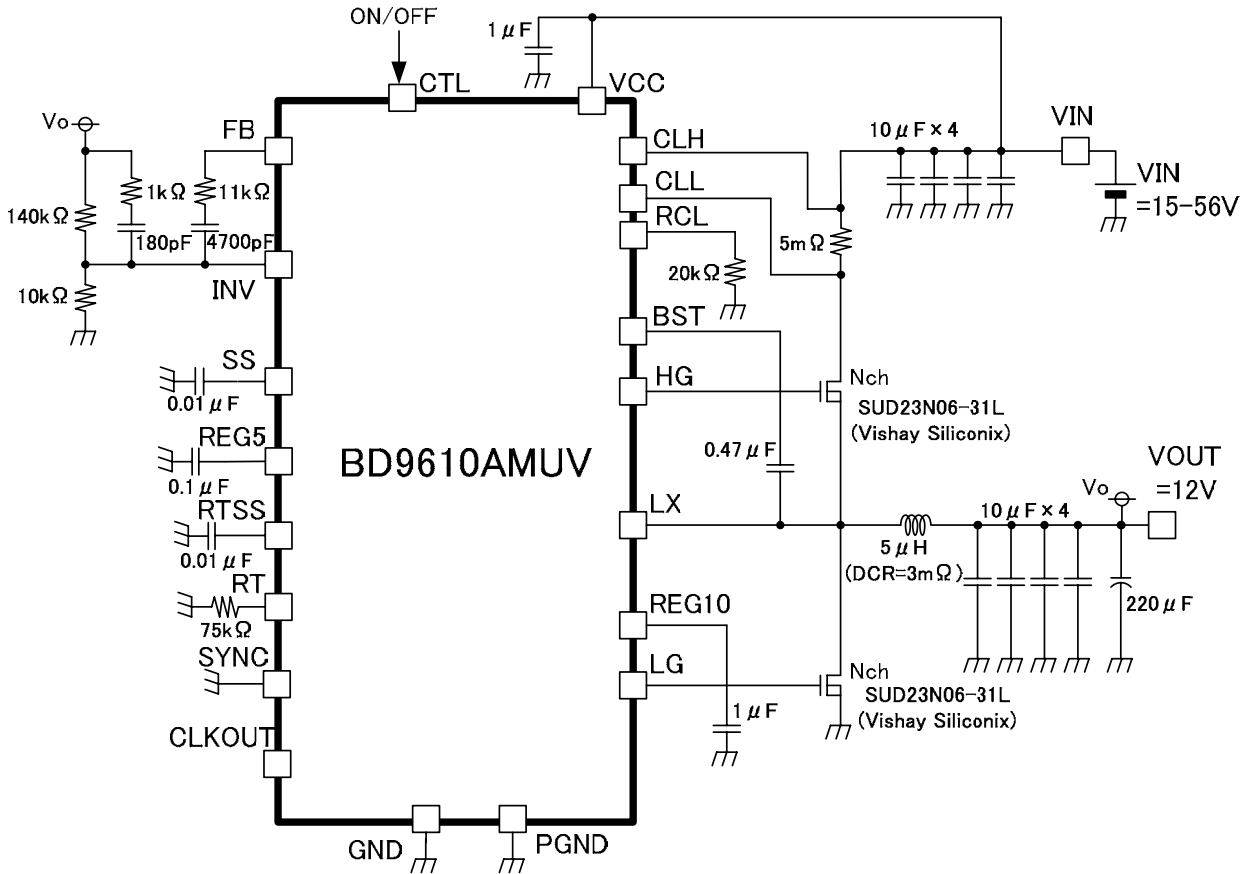 ON/OFF
1μF
CTL
VCC
Vo
FB
CLH
10μF×4
VIN
1kΩ
11kΩ
CLL
VIN
=15-56V
140kΩ
RCL
180pF
4700pF
5mΩ
20kΩ
INV
10kΩ
BST
SS
HG
Nch
SUD23N06-31L
(Vishay Siliconix)
0.01μF
REG5
BD9610AMUV
0.47μF
VOUT
=12V
0.1μF
RTSS
LX
Vo
10μF×4
5μH
(DCR=3mΩ)
0.01μF
RT
REG10
220μF
75kΩ
SYNC
LG
Nch
SUD23N06-31L
(Vishay Siliconix)
1μF
CLKOUT
GND
PGND